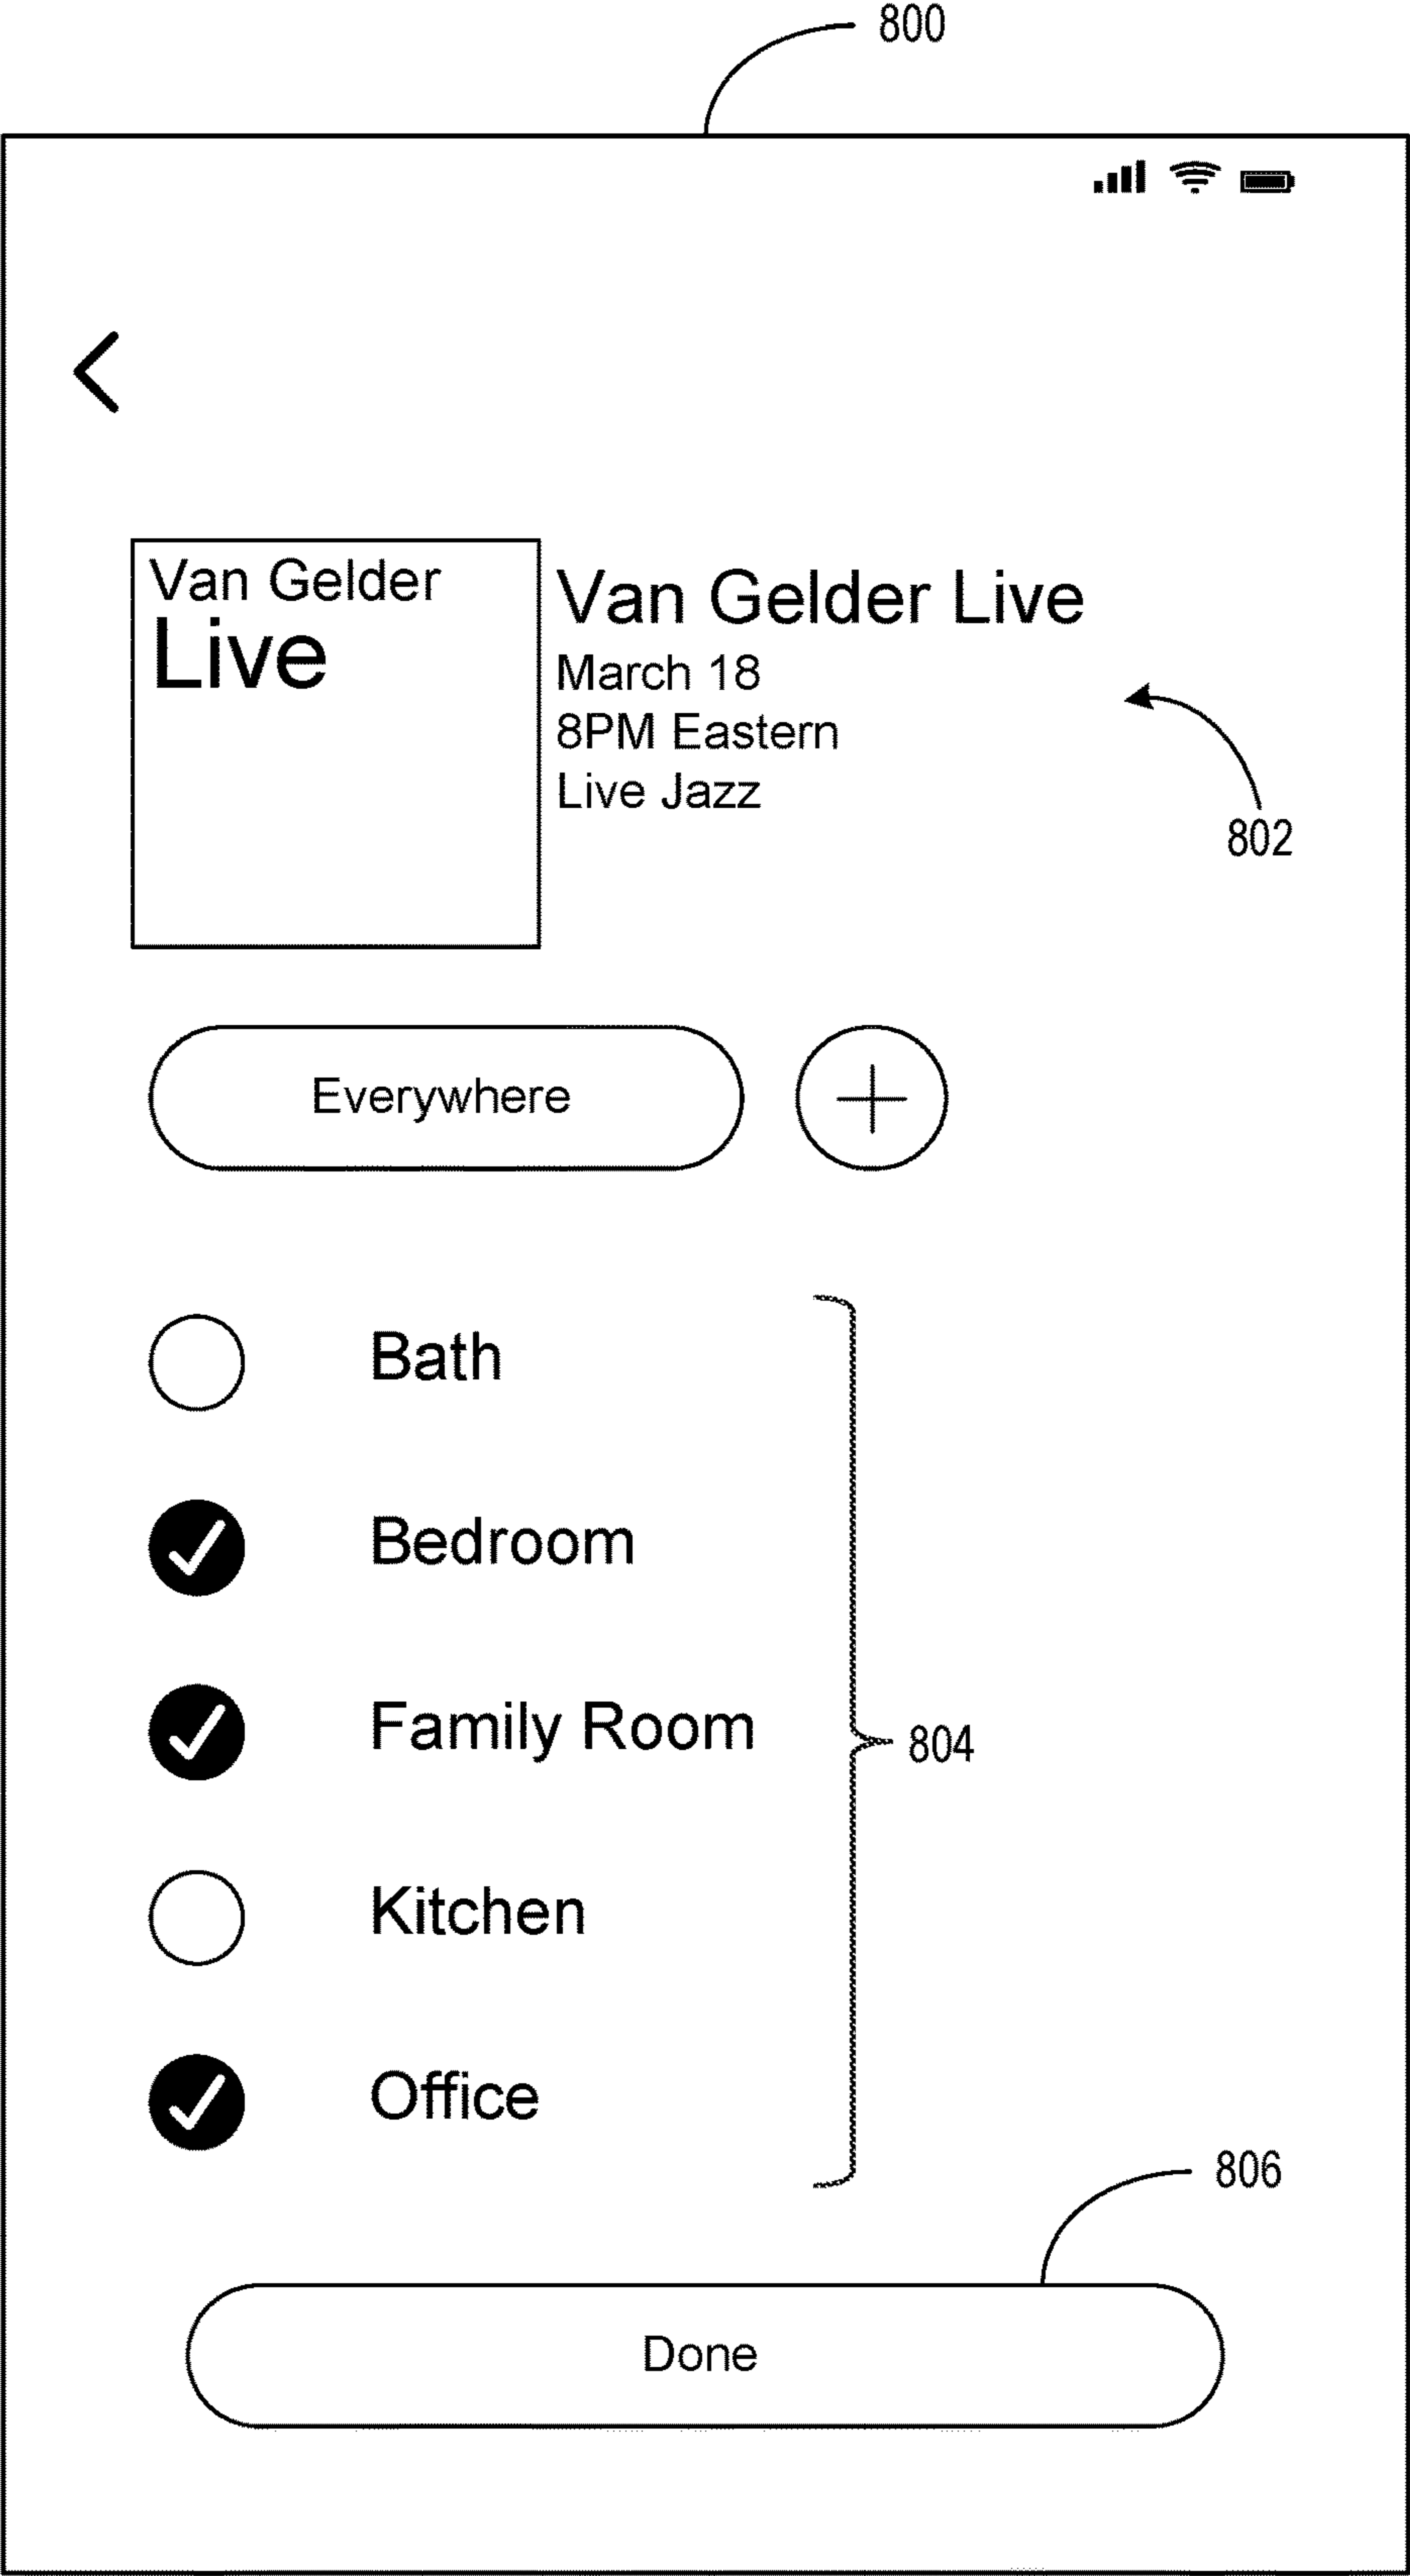 800
Van Gelder
Live
Van Gelder Live
March 18
8PM Eastern
Live Jazz
802
Everywhere
Bath
Bedroom
Family Room
804
Kitchen
Office
806
Done